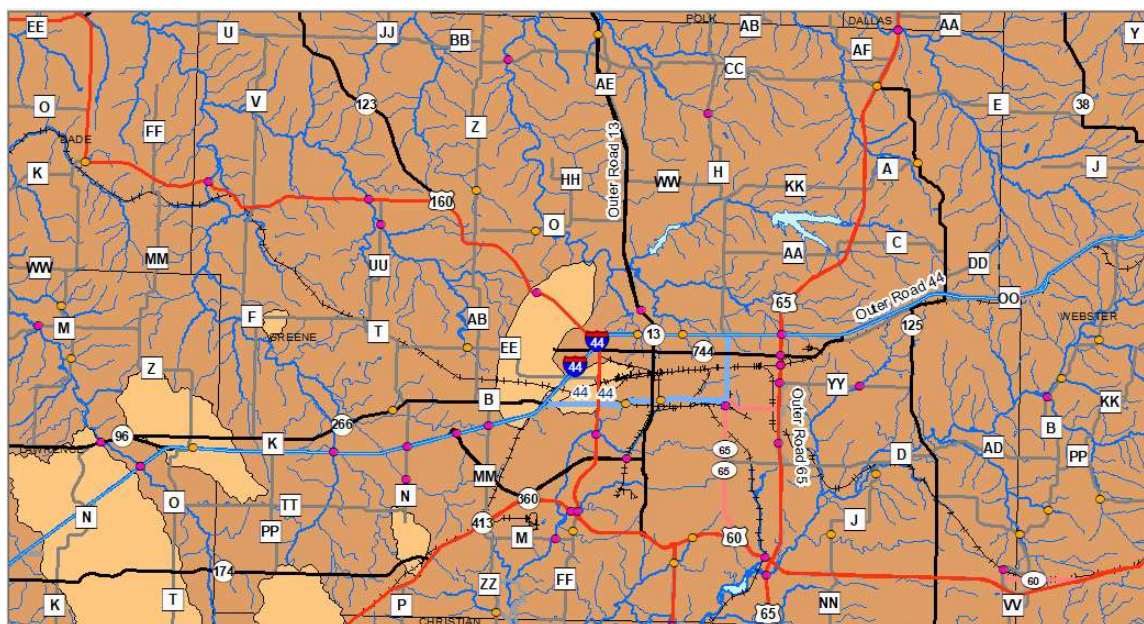 EE
U
JJ
BB
POLK
AB
DALLAS
AA
Y
AF
CC
AE
O
V
123
Z
E
38
FF
DADE
Outer Road 13
K
HH
WW
H
KK
A
J
160
O
MM
UU
AA
C
DD
WW
65
Outer Road 44
OO
M
F
GREENE
T
AB
44
13
125
WEBSTER
EE
744
Z
44
44
44
YY
B
Outer Road 65
KK
B
266
96
K
LAWRENCE
65
65
D
AD
PP
MM
N
TT
O
N
360
PP
413
M
60
J
174
ZZ
FF
60
K
T
P
CHRISTIAN
65
NN
VV